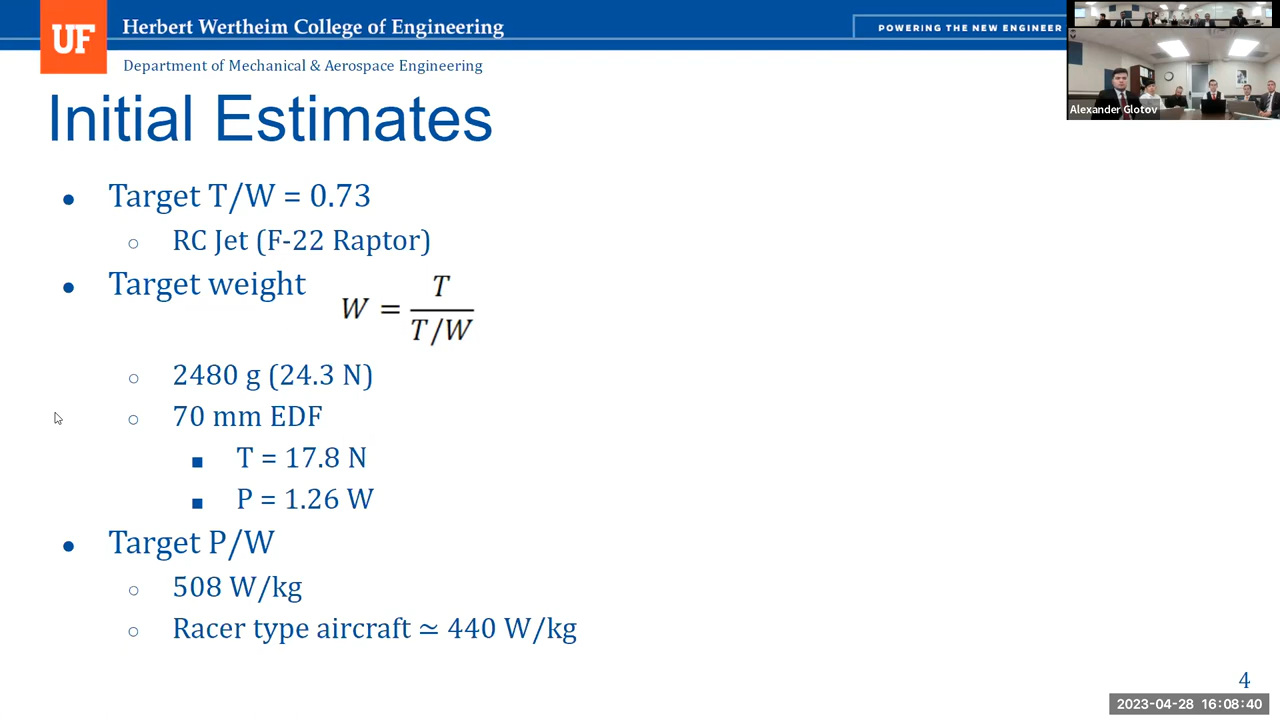 UF
Herbert Wertheim College of Engineering
POWERING THE NEW ENGINEER
Department of Mechanical & Aerospace Engineering
Alexander Glotov
Initial Estimates
● Target T/W = 0.73
○ RC Jet (F-22 Raptor)
● Target weight
W = T / T/W
○ 2480 g (24.3 N)
○ 70 mm EDF
■ T = 17.8 N
■ P = 1.26 W
● Target P/W
○ 508 W/kg
○ Racer type aircraft ≃ 440 W/kg
4
2023-04-28 16:08:40